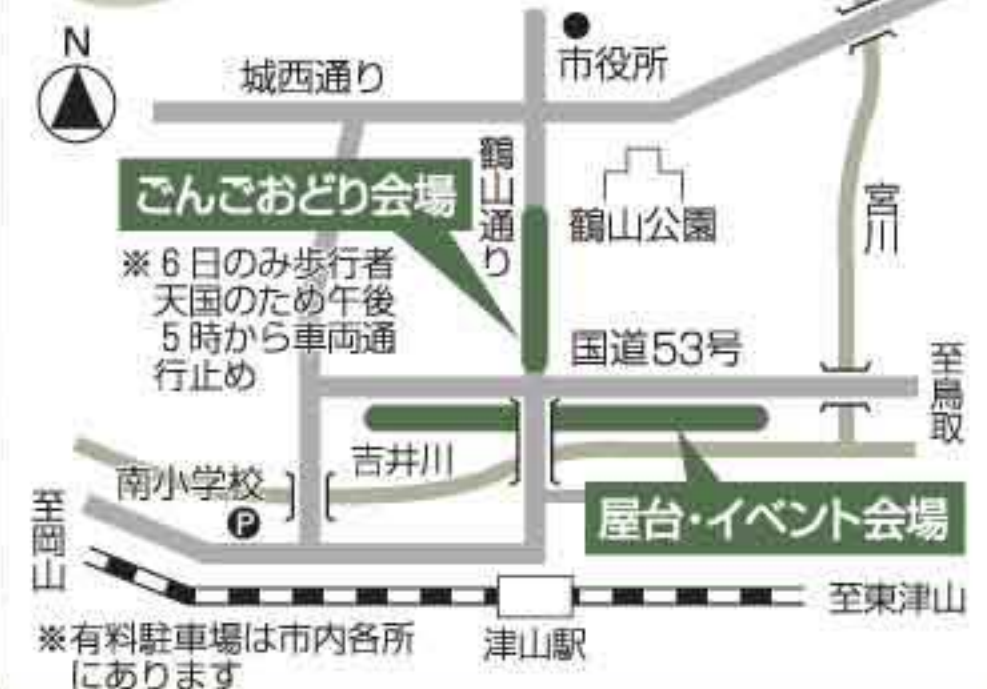 N
市役所
城西通り
鶴山通り
ごんごおどり会場
鶴山公園
宮川
※6日のみ歩行者
天国のため午後
5時から車両通
行止め
国道53号
至鳥取
吉井川
南小学校
P
至岡山
屋台・イベント会場
至東津山
津山駅
※有料駐車場は市内各所
にあります